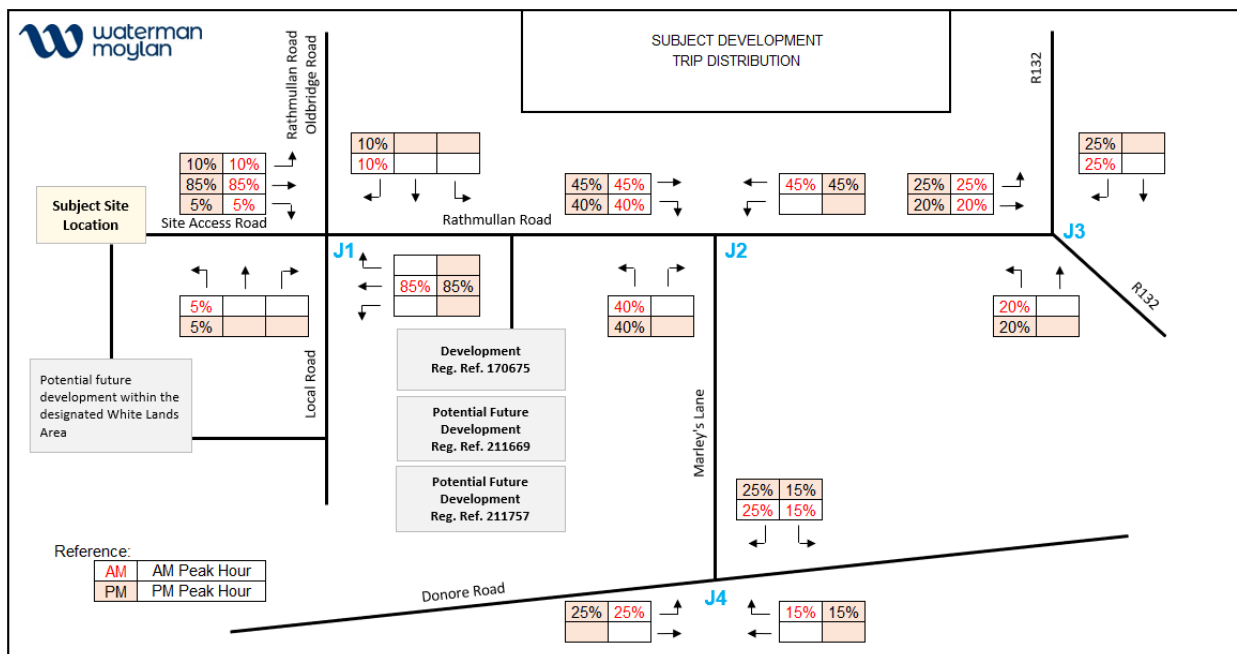 waterman
moylan
SUBJECT DEVELOPMENT
TRIP DISTRIBUTION
Rathmullan Road
Oldbridge Road
R132
10% 10%
85% 85%
5% 5%
10%
10%
45% 45%
40% 40%
45% 45%
25% 25%
20% 20%
25%
25%
Subject Site
Location
Site Access Road
Rathmullan Road
J1
J2
J3
R132
5%
5%
85% 85%
40%
40%
20%
20%
Potential future
development within the
designated White Lands
Area
Local Road
Development
Reg. Ref. 170675
Potential Future
Development
Reg. Ref. 211669
Potential Future
Development
Reg. Ref. 211757
Marley's Lane
25% 15%
25% 15%
Reference:
AM AM Peak Hour
PM PM Peak Hour
Donore Road
J4
25% 25%
15% 15%